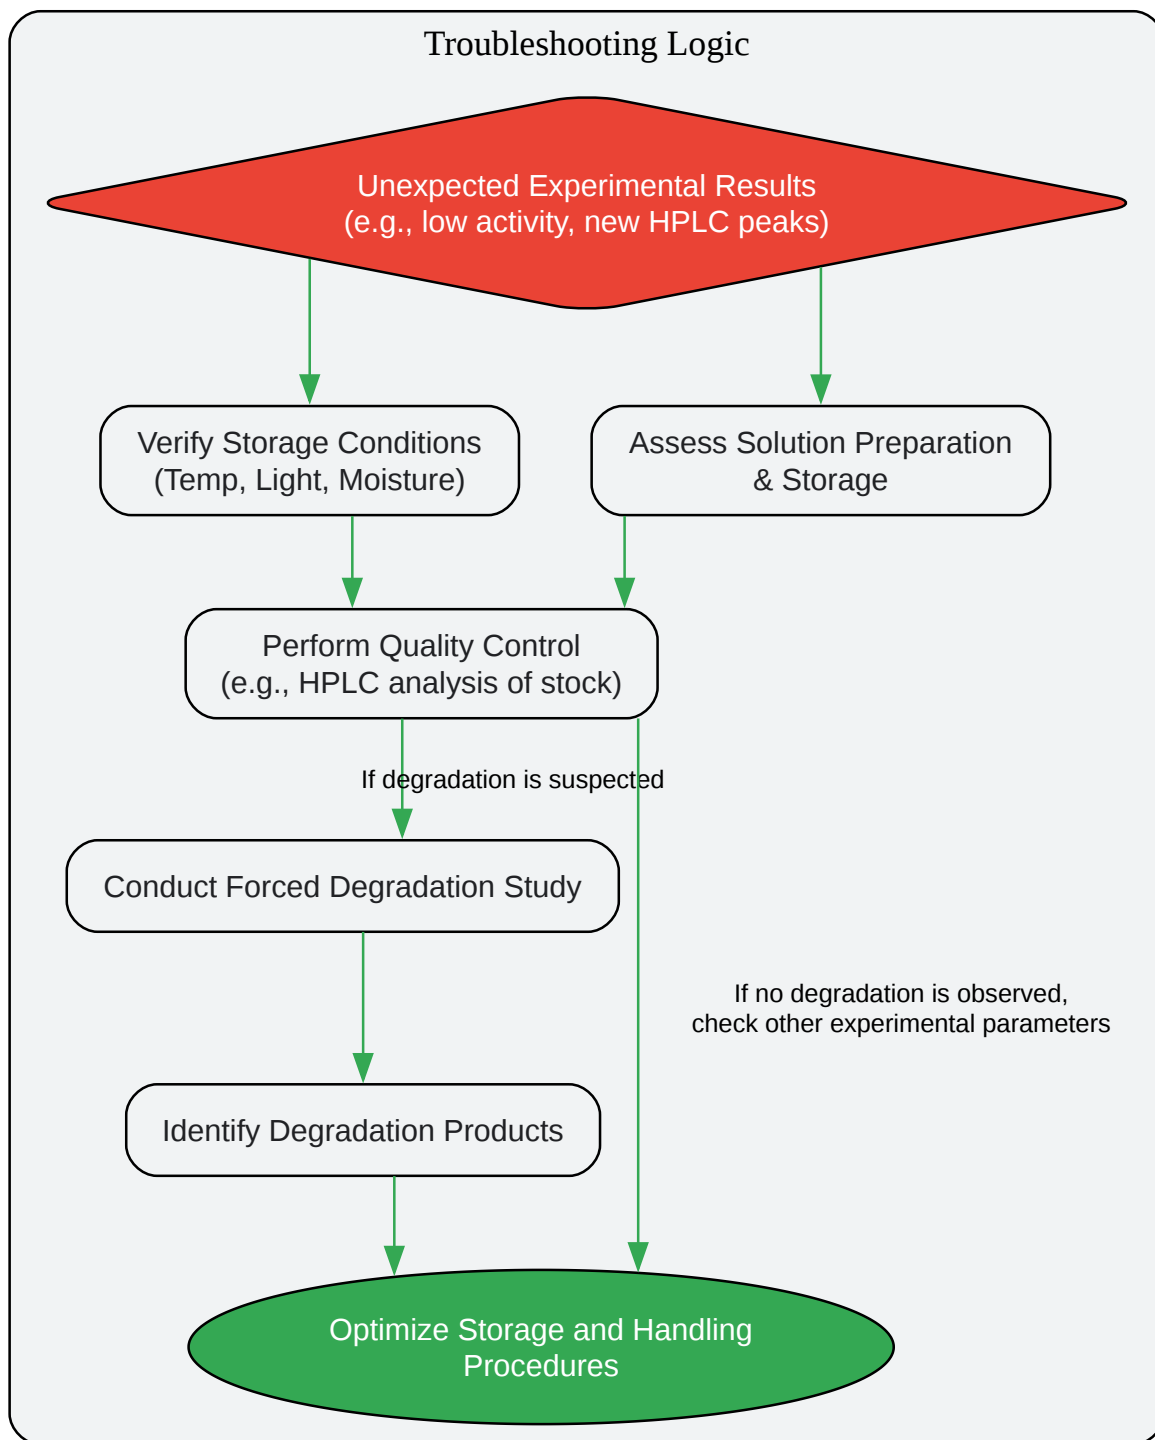 Troubleshooting Logic
Unexpected Experimental Results
(e.g., low activity, new HPLC peaks)
Verify Storage Conditions
(Temp, Light, Moisture)
Assess Solution Preparation
& Storage
Perform Quality Control
(e.g., HPLC analysis of stock)
If degradation is suspected
Conduct Forced Degradation Study
If no degradation is observed,
check other experimental parameters
Identify Degradation Products
Optimize Storage and Handling
Procedures